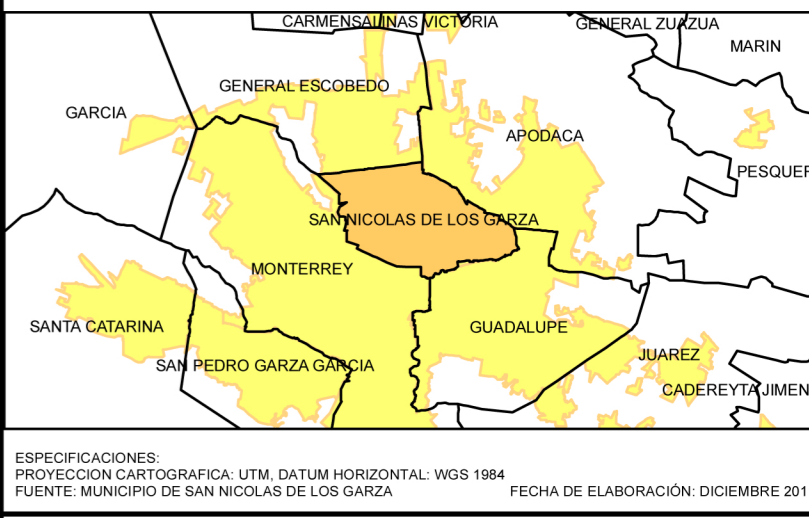 CARMEN
SALINAS VICTORIA
GENERAL ZUAZUA
MARIN
GENERAL ESCOBEDO
GARCIA
APODACA
PESQUER
SAN NICOLAS DE LOS GARZA
MONTERREY
SANTA CATARINA
GUADALUPE
JUAREZ
SAN PEDRO GARZA GARCIA
CADEREYTA JIMEN
ESPECIFICACIONES:
PROYECCION CARTOGRAFICA: UTM, DATUM HORIZONTAL: WGS 1984
FUENTE: MUNICIPIO DE SAN NICOLAS DE LOS GARZA
FECHA DE ELABORACIÓN: DICIEMBRE 201